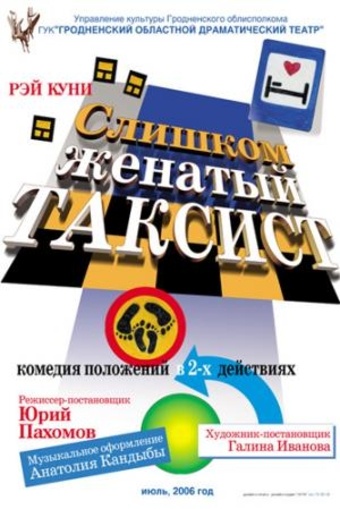 Управление культуры Гродненского облисполкома
ГУК"ГРОДНЕНСКИЙ ОБЛАСТНОЙ ДРАМАТИЧЕСКИЙ ТЕАТР"
РЭЙ КУНИ
Слишком
женатый
ТАКСИСТ
комедия положений в 2-х действиях
Режиссер-постановщик
Юрий
Пахомов
Музыкальное оформление
Анатолия Кандыбы
Художник-постановщик
Галина Иванова
июль, 2006 год